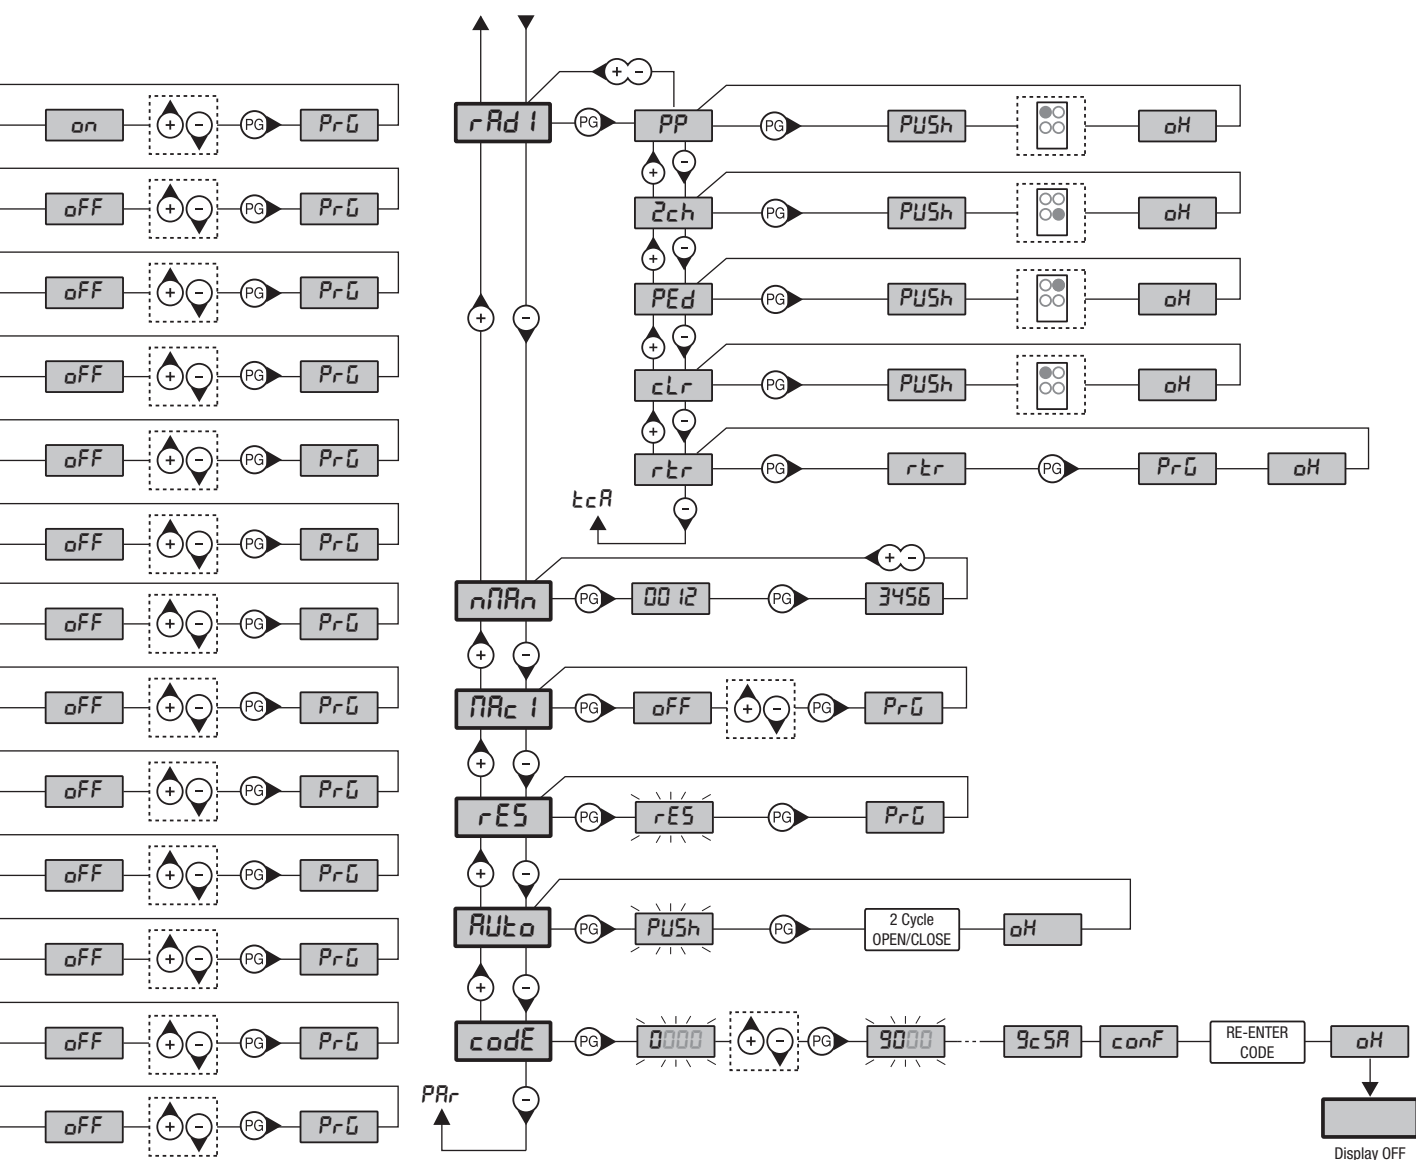 on + - PG PrG
oFF + - PG PrG
oFF + - PG PrG
oFF + - PG PrG
oFF + - PG PrG
oFF + - PG PrG
oFF + - PG PrG
oFF + - PG PrG
oFF + - PG PrG
oFF + - PG PrG
oFF + - PG PrG
oFF + - PG PrG
oFF + - PG PrG
+ -
rAd1 PG PP PG PUSh oH
+ -
2ch PG PUSh oH
+ -
PEd PG PUSh oH
+ -
cLr PG PUSh oH
+ -
rtr PG rtr PG PrG oH
tcA -
+ -
+ -
nMAn PG 0012 PG 3456
+ -
MAc1 PG oFF + - PG PrG
+ -
rES PG rES PG PrG
+ -
AUto PG PUSh PG 2 Cycle
OPEN/CLOSE oH
+ -
codE PG 0000 + - PG 9000 9c5A conF RE-ENTER
CODE oH
PAr -
Display OFF